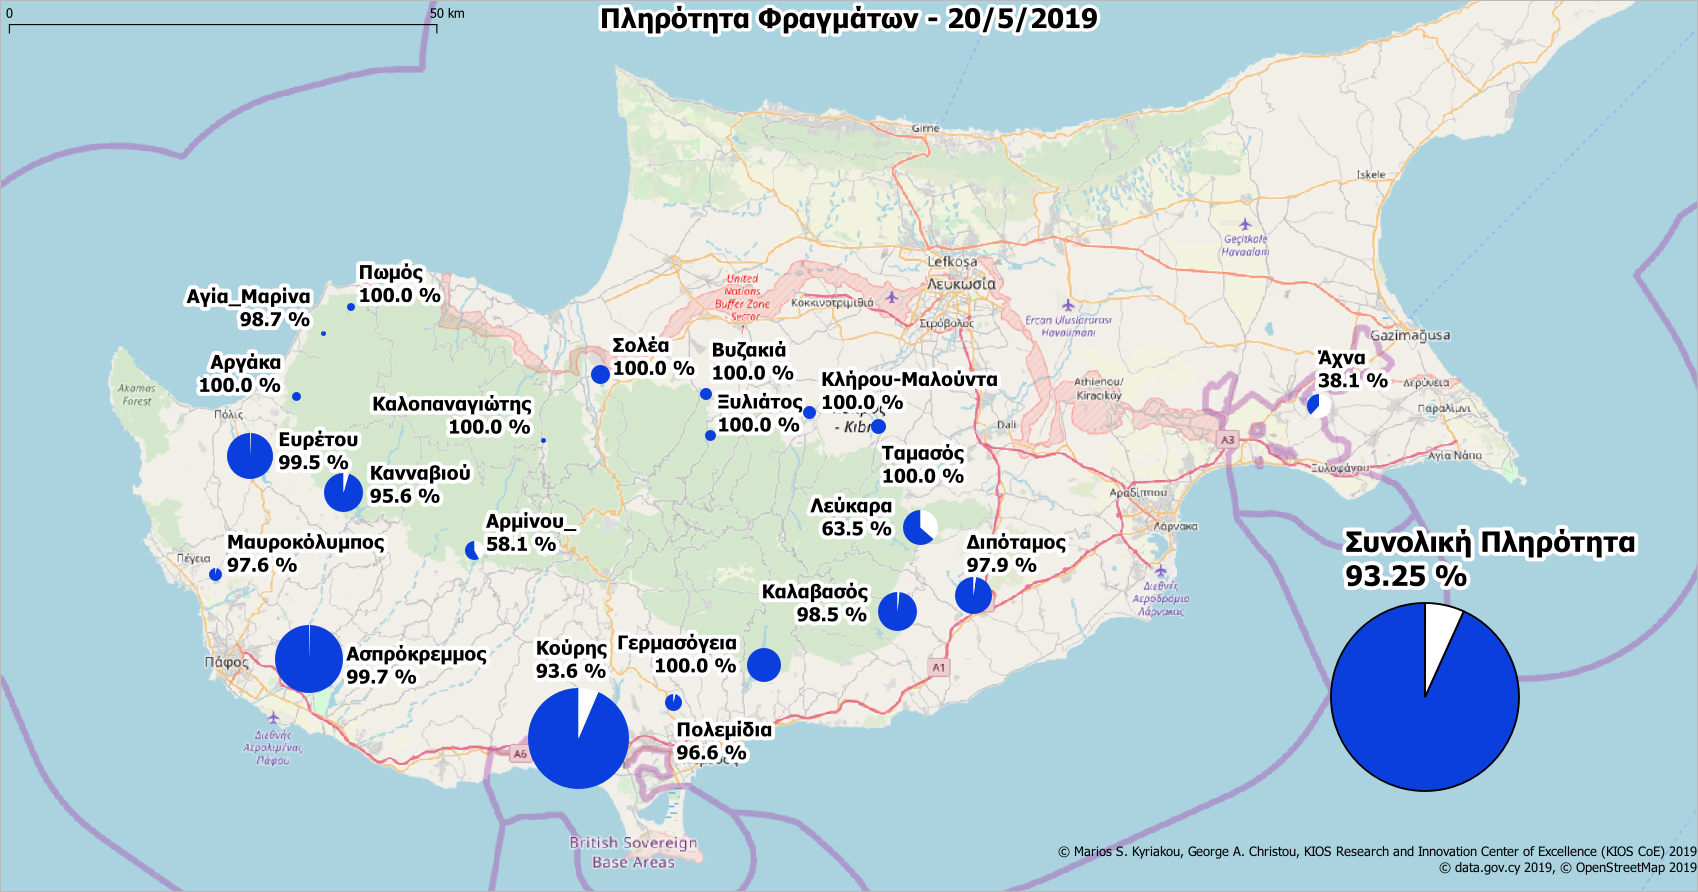 0
50 km
Πληρότητα Φραγμάτων - 20/5/2019
Girne
Iskele
Geçitkale
Havaalanı
Lefkoşa
Λευκωσία
United
Nations
Buffer Zone
Sector
Κοκκινοτριμιθιά
Στρόβολος
Ercan Uluslararası
Havalimanı
Gazimağusa
Πωμός
100.0 %
Αγία_Μαρίνα
98.7 %
Σολέα
100.0 %
Βυζακιά
100.0 %
Άχνα
38.1 %
Αργάκα
100.0 %
Κλήρου-Μαλούντα
100.0 %
Akamas
Forest
Πόλις
Καλοπαναγιώτης
100.0 %
Ξυλιάτος
100.0 %
- Kıbrıs
Athienou/
Kiracıköy
Dali
Δερύνεια
Παραλίμνι
A3
Αγία Νάπα
Ξυλοφάγου
Ευρέτου
99.5 %
Κανναβιού
95.6 %
Ταμασός
100.0 %
Λεύκαρα
63.5 %
Αραδίππου
Λάρνακα
Αρμίνου_
58.1 %
Διπόταμος
97.9 %
Μαυροκόλυμπος
97.6 %
Πέγεια
Συνολική Πληρότητα
93.25 %
Διεθνής
Αεροδρόμιο
Λάρνακας
Καλαβασός
98.5 %
Πάφος
Ασπρόκρεμμος
99.7 %
Κούρης
93.6 %
Γερμασόγεια
100.0 %
A1
Πολεμίδια
96.6 %
Διεθνής
Αερολιμένας
Πάφου
A6
British Sovereign
Base Areas
© Marios S. Kyriakou, George A. Christou, KIOS Research and Innovation Center of Excellence (KIOS CoE) 2019
© data.gov.cy 2019, © OpenStreetMap 2019